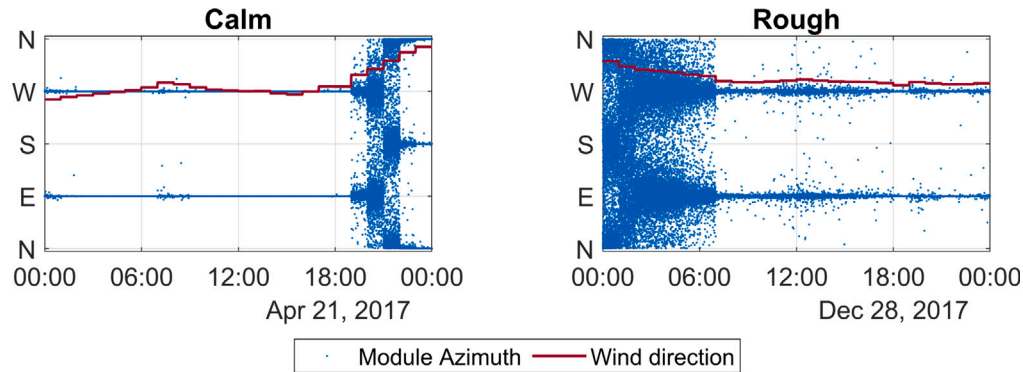 Calm
N
W
S
E
N
00:00 06:00 12:00 18:00 00:00
Apr 21, 2017
Rough
N
W
S
E
N
00:00 06:00 12:00 18:00 00:00
Dec 28, 2017
Module Azimuth Wind direction